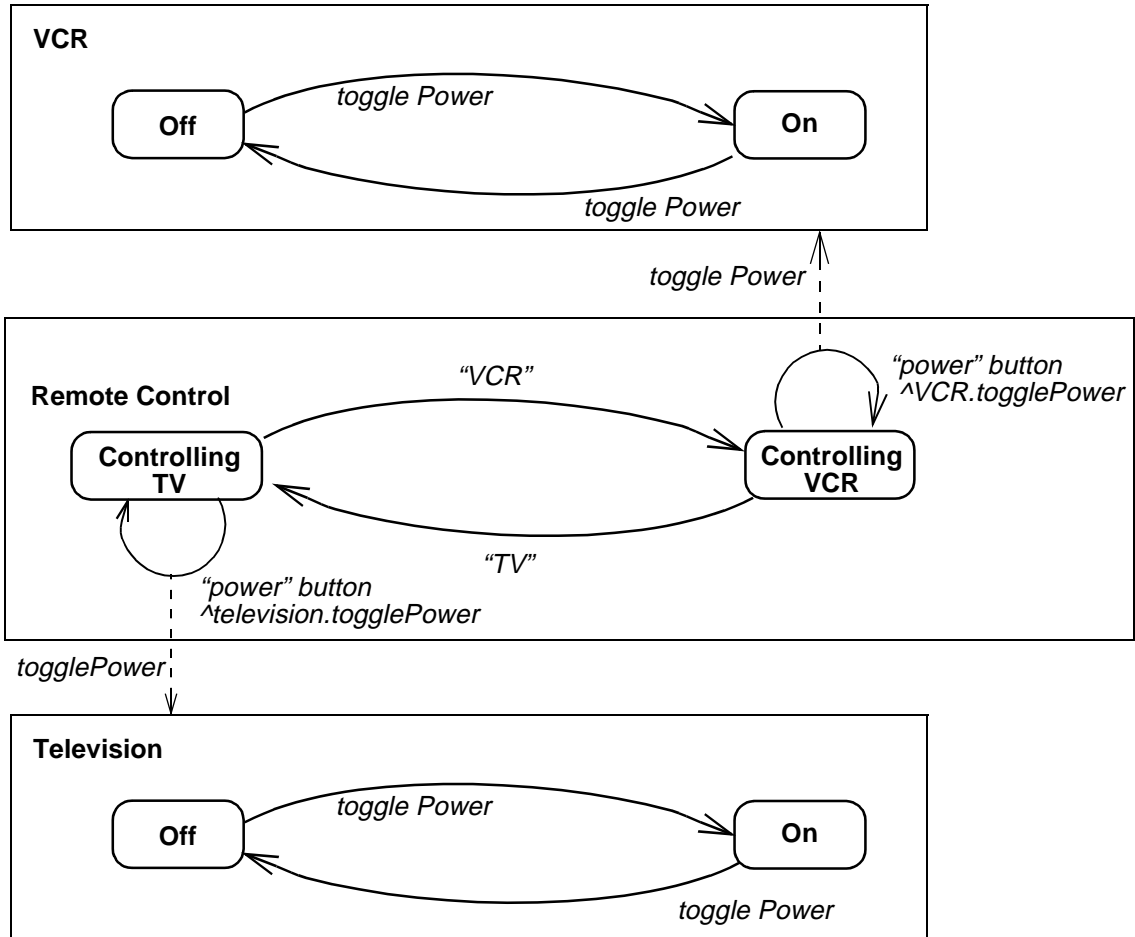 VCR
toggle Power
Off
On
toggle Power
toggle Power
“VCR”
“power” button
^VCR.togglePower
Remote Control
Controlling
TV
Controlling
VCR
“TV”
“power” button
^television.togglePower
togglePower
Television
toggle Power
Off
On
toggle Power